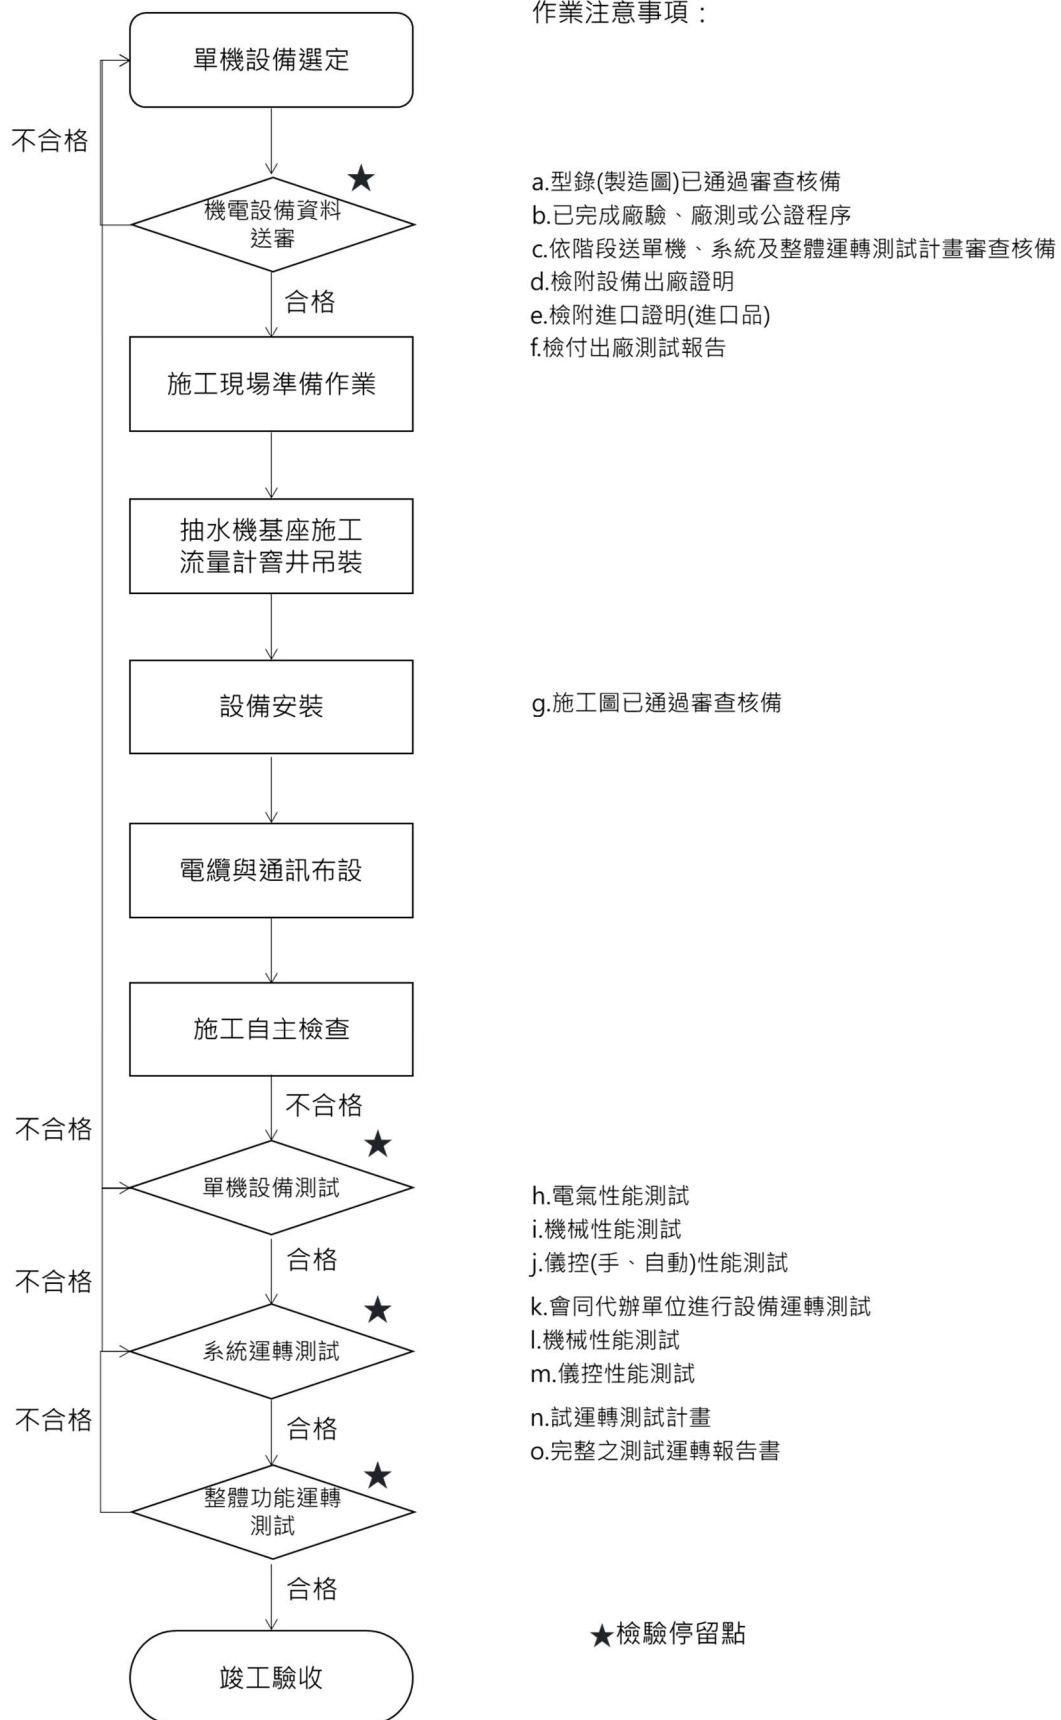 作業注意事項：
單機設備選定
不合格
★
機電設備資料
送審
a.型錄(製造圖)已通過審查核備
b.已完成廠驗、廠測或公證程序
c.依階段送單機、系統及整體運轉測試計畫審查核備
d.檢附設備出廠證明
e.檢附進口證明(進口品)
f.檢付出廠測試報告
合格
施工現場準備作業
抽水機基座施工
流量計窨井吊裝
設備安裝
g.施工圖已通過審查核備
電纜與通訊布設
施工自主檢查
不合格
不合格
★
單機設備測試
h.電氣性能測試
i.機械性能測試
j.儀控(手、自動)性能測試
合格
不合格
★
系統運轉測試
k.會同代辦單位進行設備運轉測試
l.機械性能測試
m.儀控性能測試
不合格
合格
n.試運轉測試計畫
o.完整之測試運轉報告書
★
整體功能運轉
測試
合格
★檢驗停留點
竣工驗收